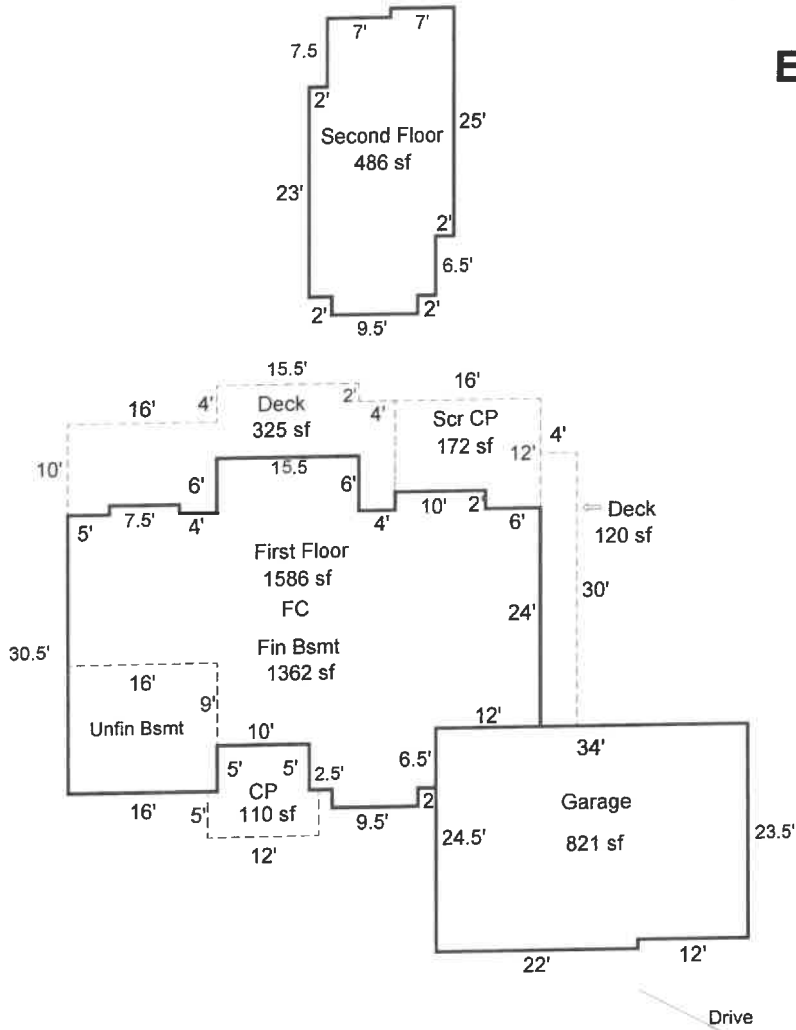 E
7'
7'
7.5
2'
Second Floor
486 sf
25'
23'
2'
6.5'
2'
2'
9.5'
15.5'
16'
4'
Deck
325 sf
2'
4'
16'
Scr CP
172 sf
12'
4'
10'
6'
15.5
6'
5'
7.5'
4'
4'
10'
2'
6'
Deck
120 sf
First Floor
1586 sf
FC
Fin Bsmt
1362 sf
24'
30'
30.5'
16'
9'
Unfin Bsmt
10'
12'
34'
5'
5'
2.5'
6.5'
CP
110 sf
2'
16'
5'
9.5'
12'
Garage
821 sf
24.5'
23.5'
22'
12'
Drive